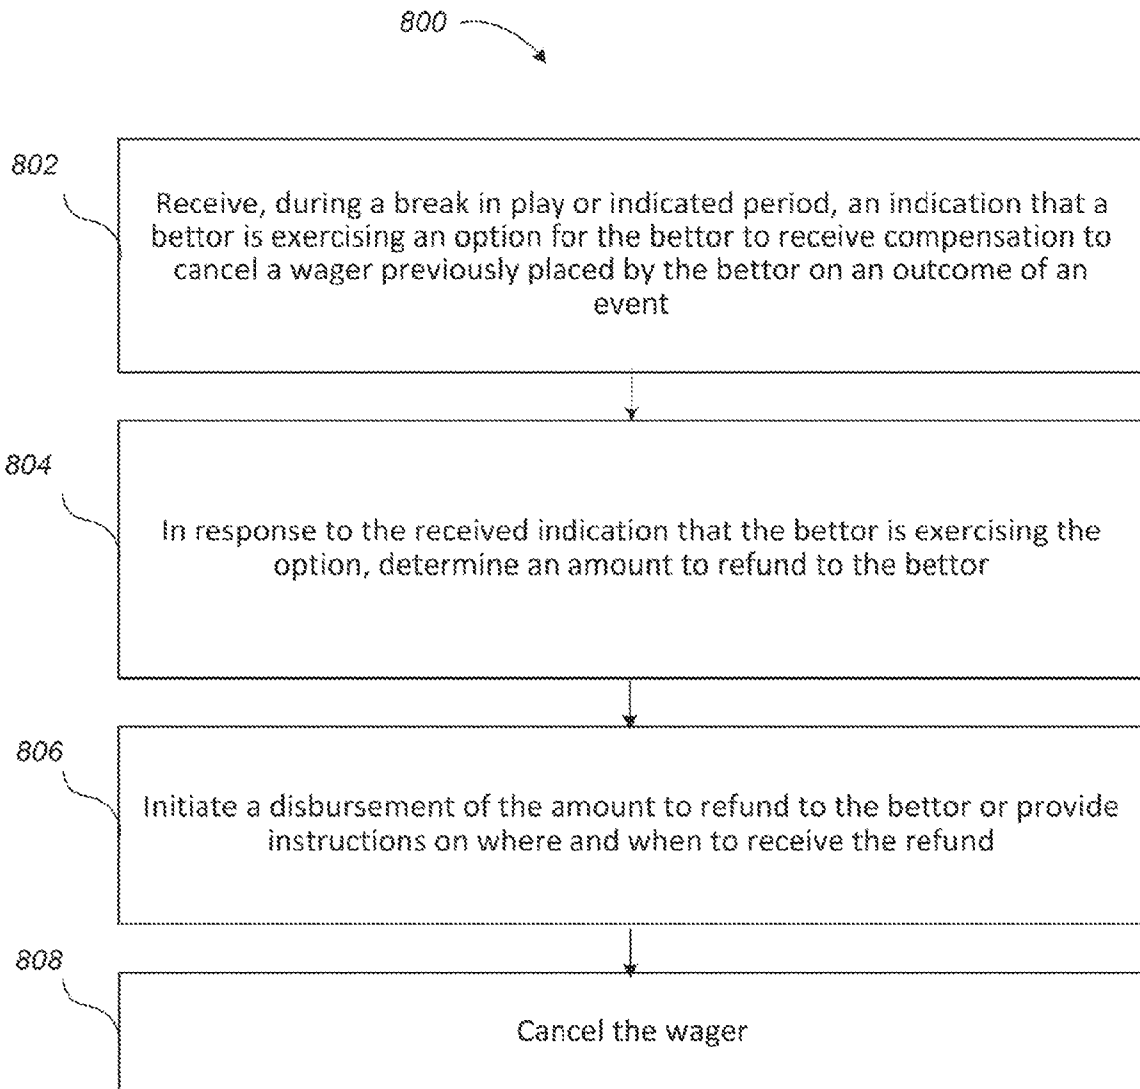 800
802
Receive, during a break in play or indicated period, an indication that a
bettor is exercising an option for the bettor to receive compensation to
cancel a wager previously placed by the bettor on an outcome of an
event
804
In response to the received indication that the bettor is exercising the
option, determine an amount to refund to the bettor
806
Initiate a disbursement of the amount to refund to the bettor or provide
instructions on where and when to receive the refund
808
Cancel the wager